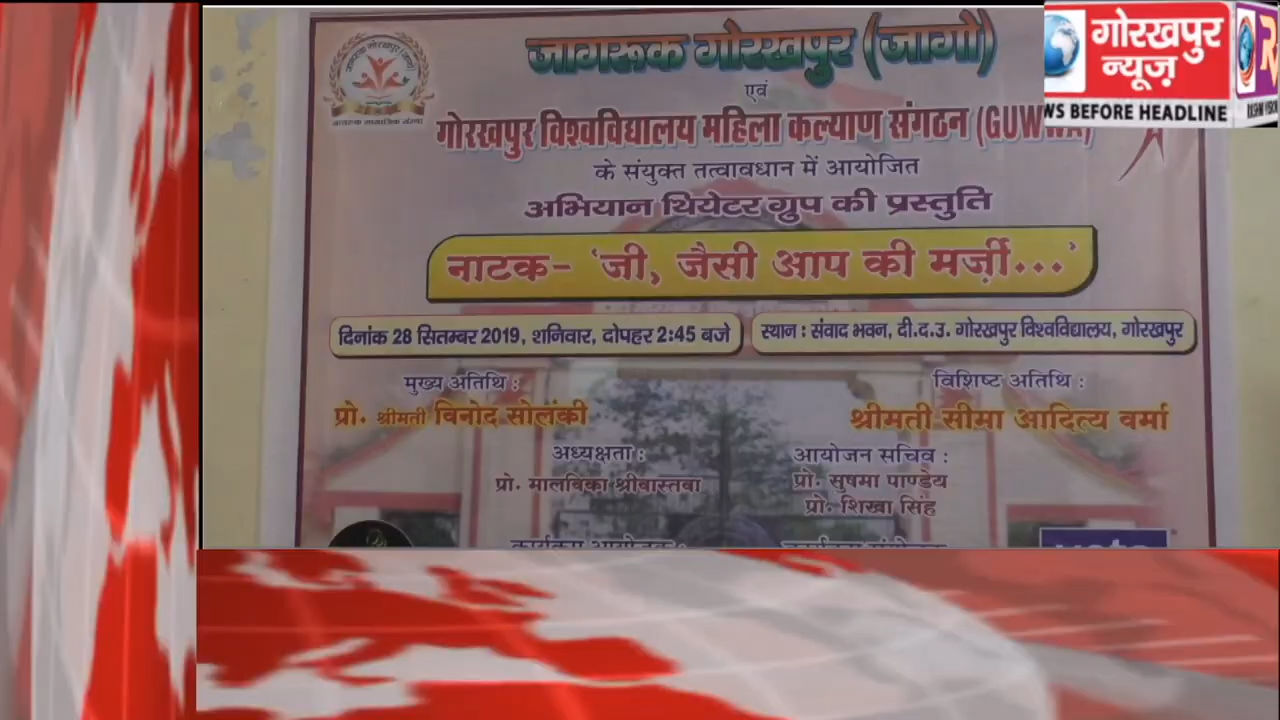 जागरूक गोरखपुर (जागो)
एवं
गोरखपुर विश्वविद्यालय महिला कल्याण संगठन (GUWWA)
के संयुक्त तत्वावधान में आयोजित
अभियान थियेटर ग्रुप की प्रस्तुति
नाटक- 'जी, जैसी आप की मर्ज़ी...'
दिनांक 28 सितम्बर 2019, शनिवार, दोपहर 2:45 बजे
स्थान : संवाद भवन, दी.द.उ. गोरखपुर विश्वविद्यालय, गोरखपुर
मुख्य अतिथि :
प्रो. श्रीमती विनोद सोलंकी
विशिष्ट अतिथि :
श्रीमती सीमा आदित्य वर्मा
अध्यक्षता :
प्रो. मालविका श्रीवास्तवा
आयोजन सचिव :
प्रो. सुषमा पाण्डेय
प्रो. शिखा सिंह
गोरखपुर
न्यूज़
WS BEFORE HEADLINE